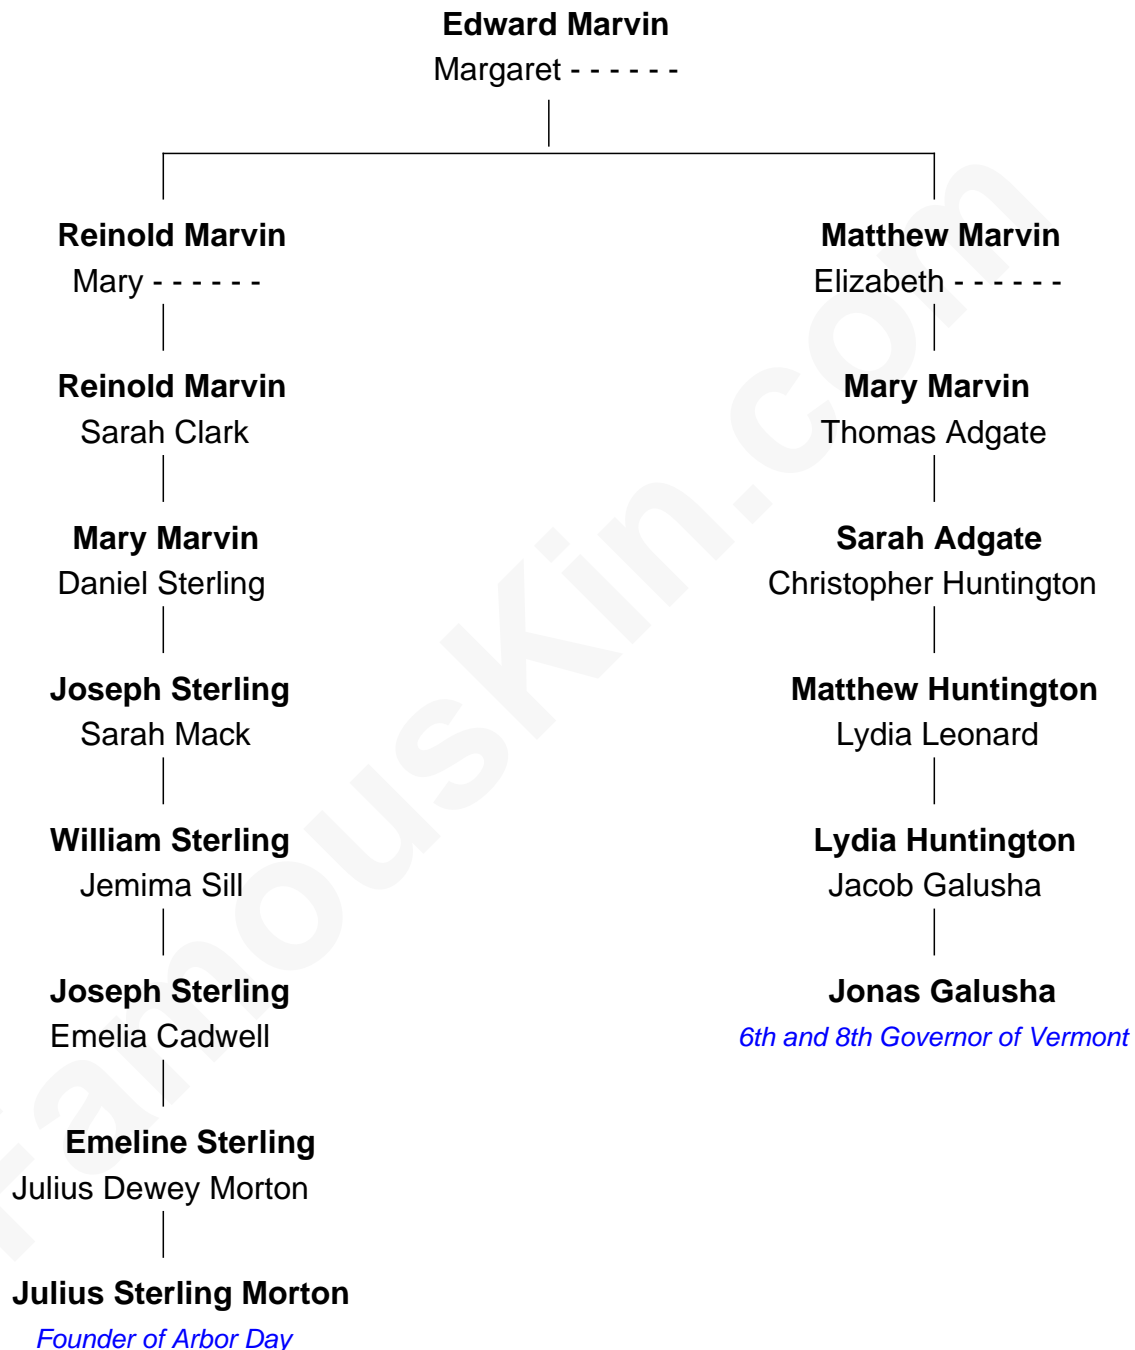 Edward Marvin
Margaret - - - - - -
Reinold Marvin
Mary - - - - - -
Matthew Marvin
Elizabeth - - - - - -
Reinold Marvin
Sarah Clark
Mary Marvin
Thomas Adgate
Mary Marvin
Daniel Sterling
Sarah Adgate
Christopher Huntington
Joseph Sterling
Sarah Mack
Matthew Huntington
Lydia Leonard
William Sterling
Jemima Sill
Lydia Huntington
Jacob Galusha
Joseph Sterling
Emelia Cadwell
Jonas Galusha
6th and 8th Governor of Vermont
Emeline Sterling
Julius Dewey Morton
Julius Sterling Morton
Founder of Arbor Day
FamousKin.com